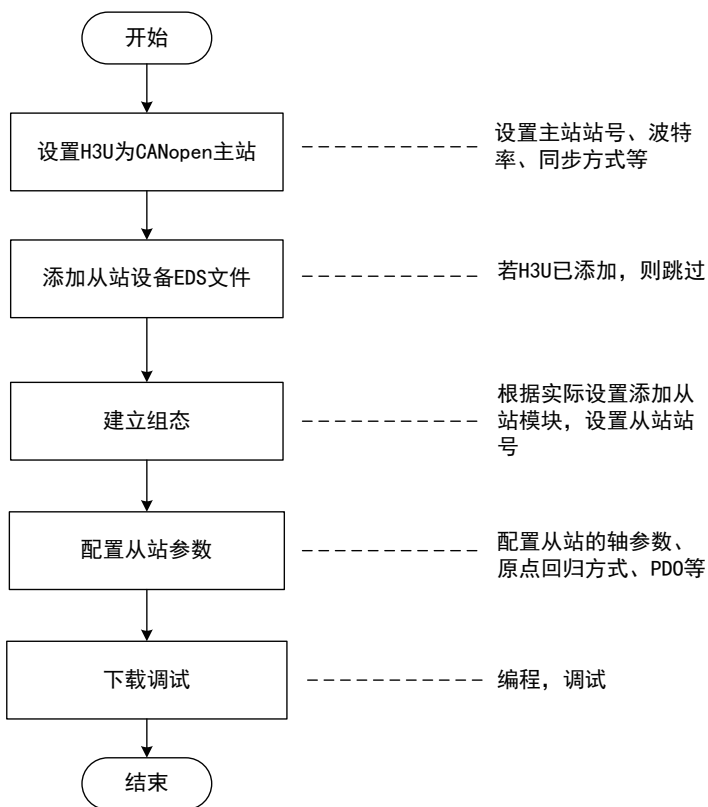 开始
设置H3U为CANopen主站
设置主站站号、波特
率、同步方式等
添加从站设备EDS文件
若H3U已添加，则跳过
建立组态
根据实际设置添加从
站模块，设置从站站
号
配置从站参数
配置从站的轴参数、
原点回归方式、PDO等
下载调试
编程，调试
结束